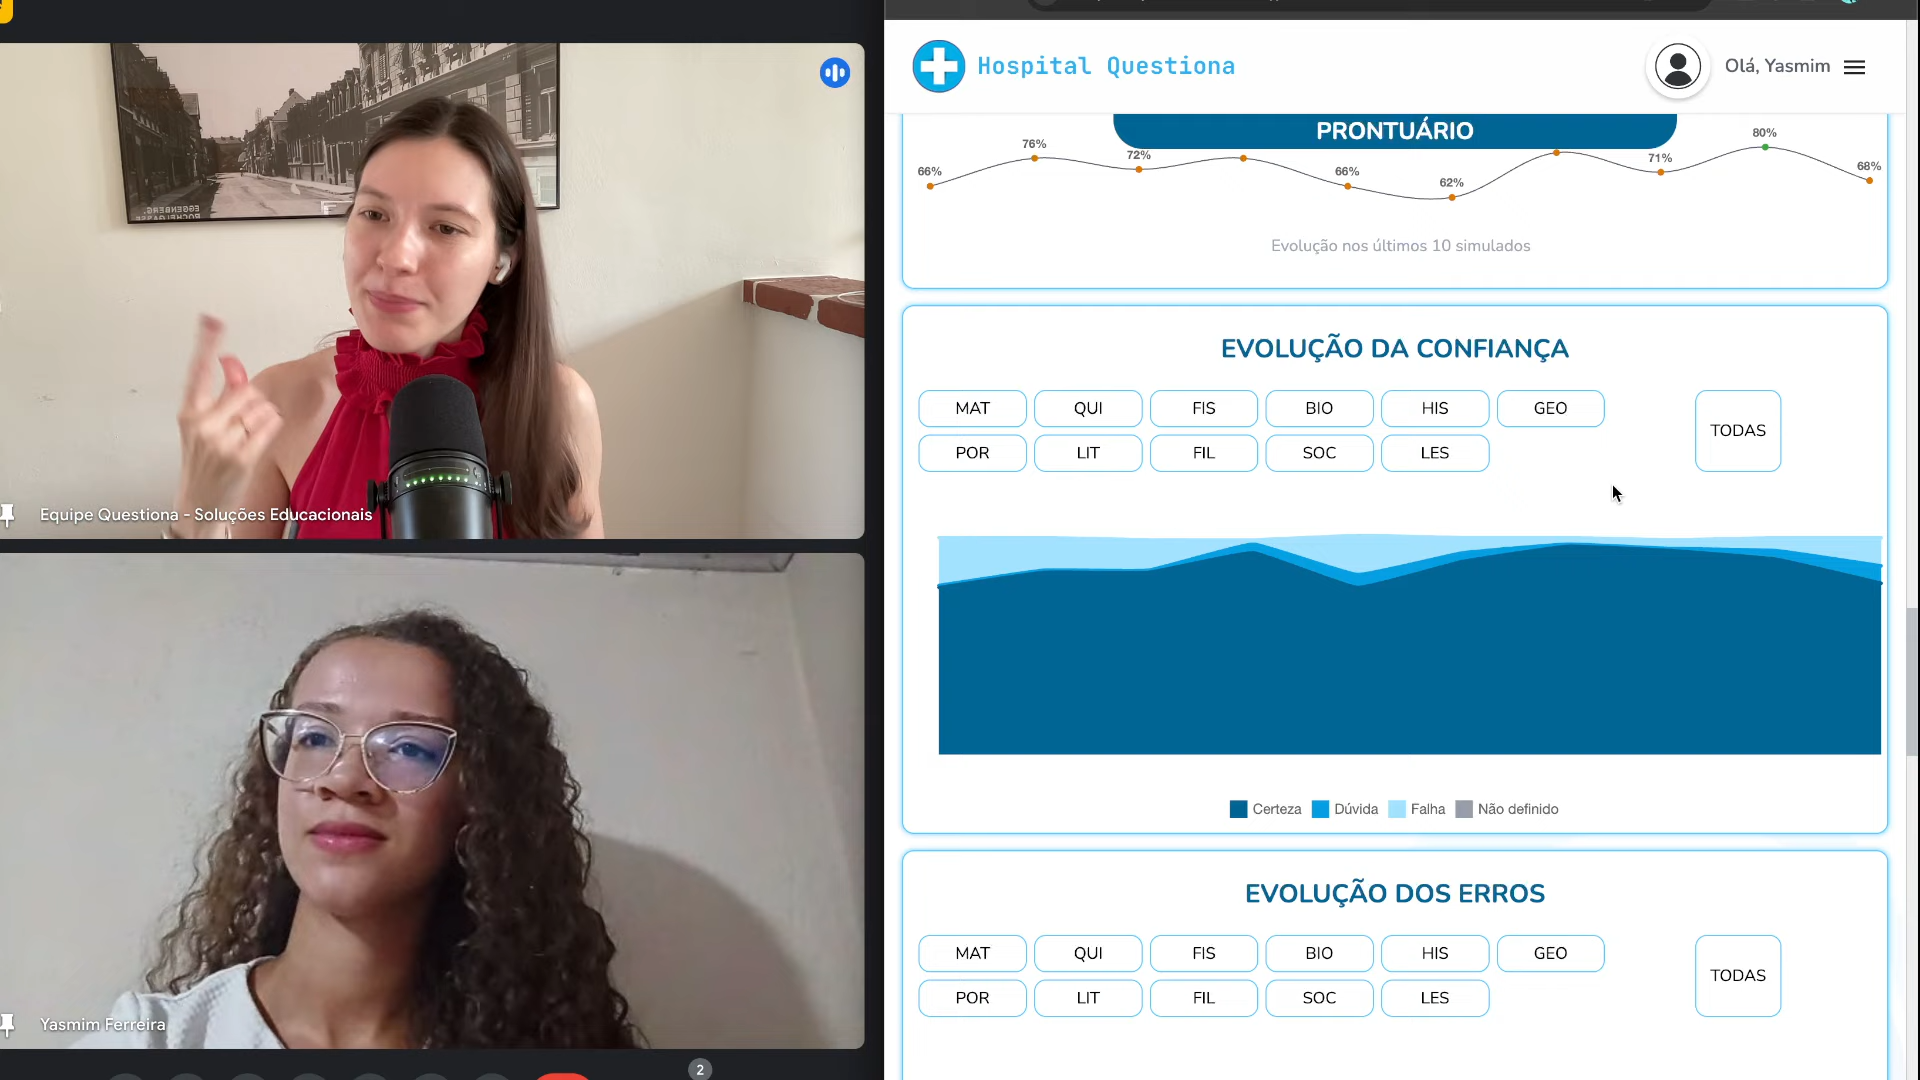 EGGENBERG.
ROCHELGASSE
Equipe Questiona - Soluções Educacionais
Yasmim Ferreira
2
Hospital Questiona
Olá, Yasmim
PRONTUÁRIO
66%
76%
72%
66%
62%
71%
80%
68%
Evolução nos últimos 10 simulados
EVOLUÇÃO DA CONFIANÇA
MAT QUI FIS BIO HIS GEO
TODAS
POR LIT FIL SOC LES
Certeza Dúvida Falha Não definido
EVOLUÇÃO DOS ERROS
MAT QUI FIS BIO HIS GEO
TODAS
POR LIT FIL SOC LES